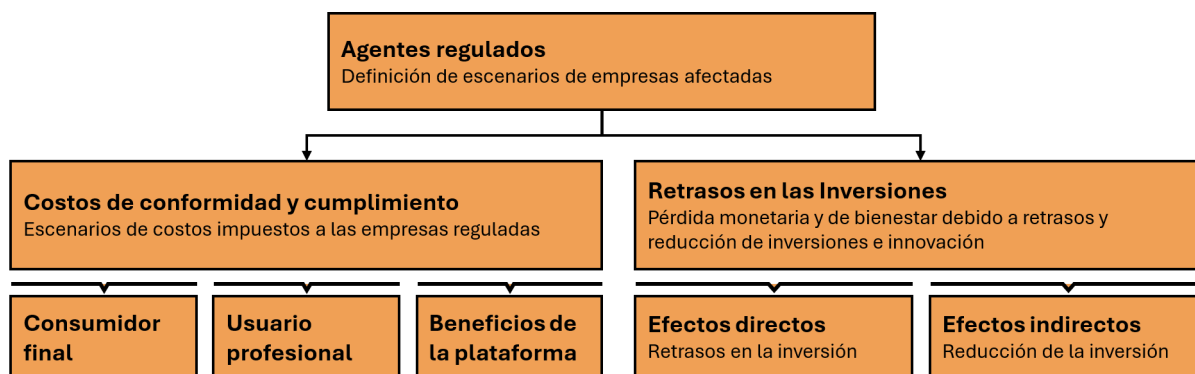 Agentes regulados
Definición de escenarios de empresas afectadas
Costos de conformidad y cumplimiento
Escenarios de costos impuestos a las empresas reguladas
Retrasos en las Inversiones
Pérdida monetaria y de bienestar debido a retrasos y
reducción de inversiones e innovación
Consumidor
final
Usuario
profesional
Beneficios de
la plataforma
Efectos directos
Retrasos en la inversión
Efectos indirectos
Reducción de la inversión